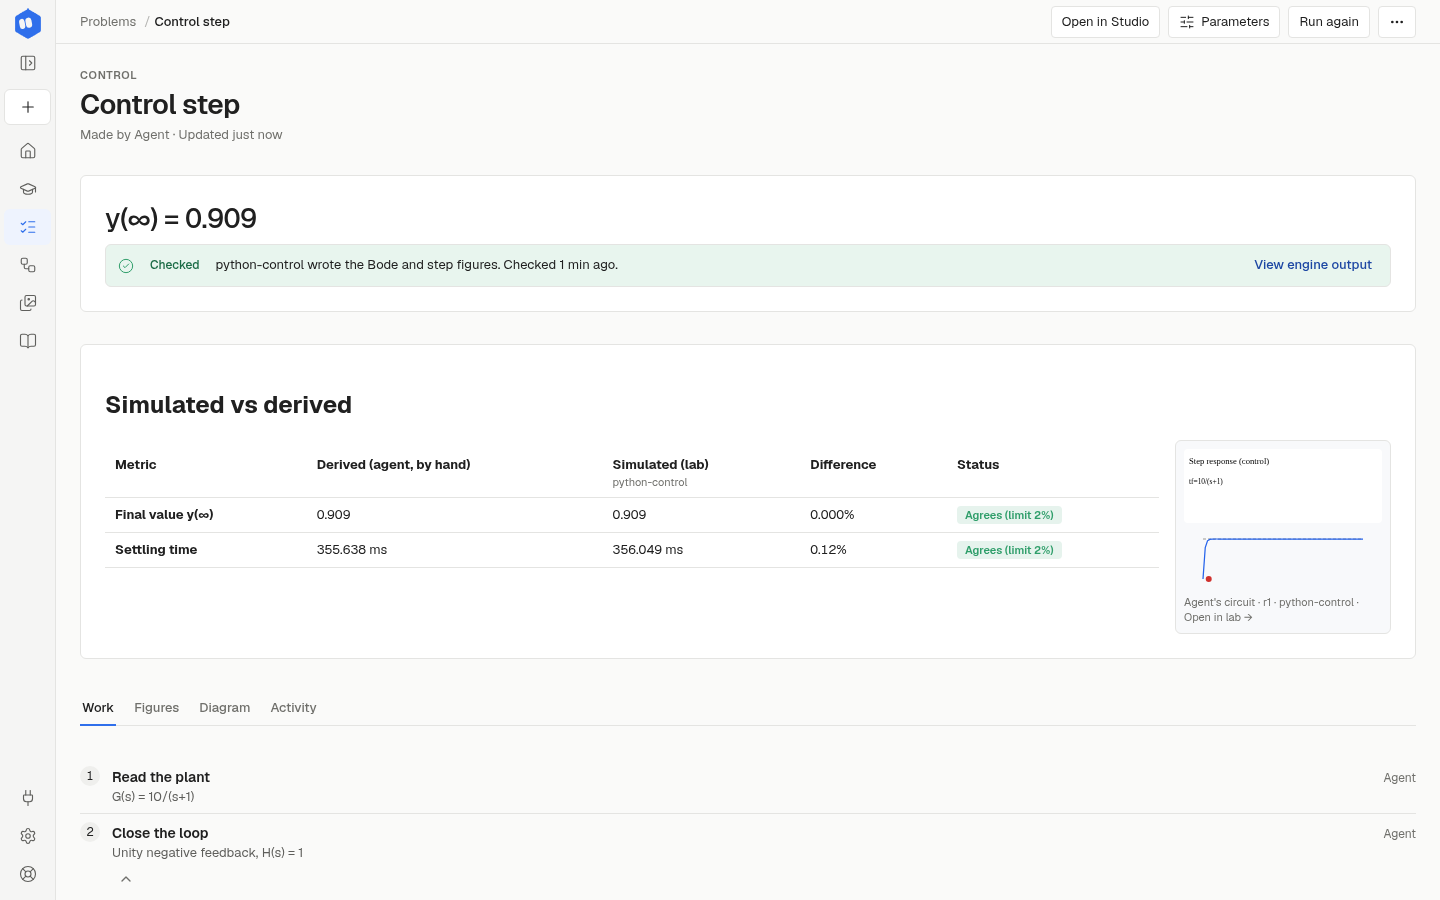 Problems / Control step
Open in Studio
Parameters
Run again
CONTROL
Control step
Made by Agent · Updated just now
y(∞) = 0.909
Checked python-control wrote the Bode and step figures. Checked 1 min ago.
View engine output
Simulated vs derived
Metric Derived (agent, by hand) Simulated (lab) Difference Status
python-control
Final value y(∞) 0.909 0.909 0.000% Agrees (limit 2%)
Settling time 355.638 ms 356.049 ms 0.12% Agrees (limit 2%)
Step response (control)
tf=10/(s+1)
Agent's circuit · r1 · python-control ·
Open in lab →
Work Figures Diagram Activity
1 Read the plant Agent
G(s) = 10/(s+1)
2 Close the loop Agent
Unity negative feedback, H(s) = 1